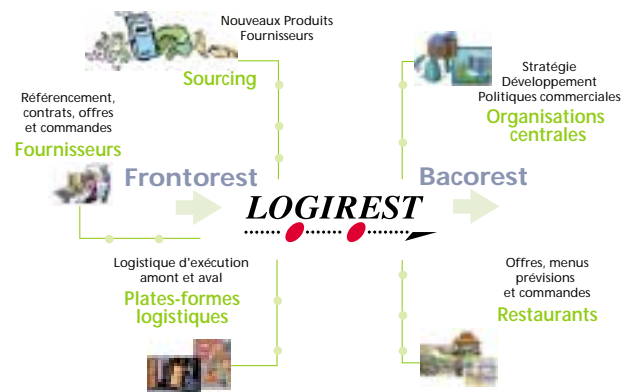 Nouveaux Produits
Fournisseurs
Sourcing
Référencement,
contrats, offres
et commandes
Fournisseurs
Stratégie
Développement
Politiques commerciales
Organisations
centrales
Frontorest
LOGIREST
Bacorest
Logistique d'exécution
amont et aval
Plates-formes
logistiques
Offres, menus
prévisions
et commandes
Restaurants